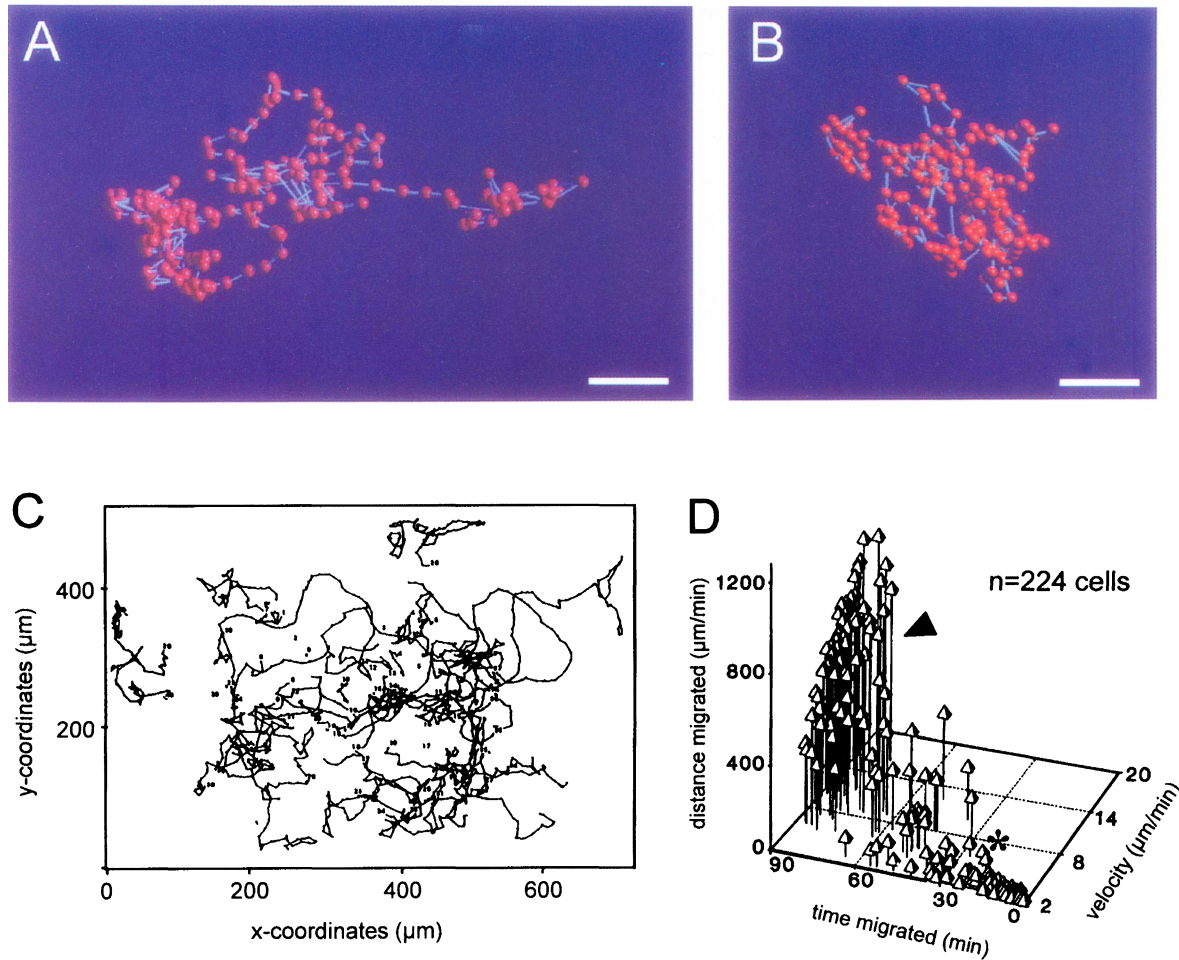 A
B
C
400
200
0
200
400
600
y-coordinates (µm)
x-coordinates (µm)
D
n=224 cells
1200
800
400
0
distance migrated (µm/min)
90
60
30
0
time migrated (min)
2
8
14
20
velocity (µm/min)
*